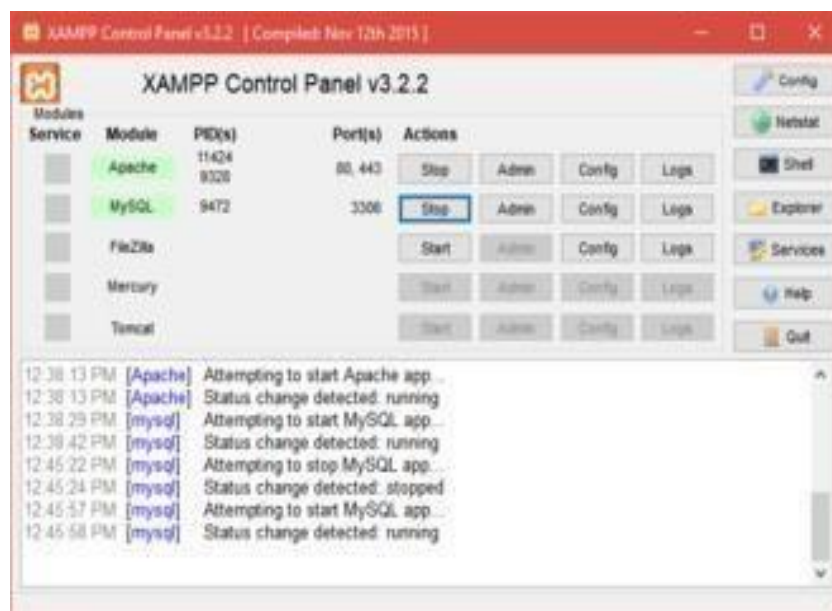 XAMPP Control Panel v3.2.2 [ Compiled: Nov 12th 2015 ]
XAMPP Control Panel v3.2.2
Config
Modules
Service Module PID(s) Port(s) Actions
Netstat
Apache 11424 9328 80, 443 Stop Admin Config Logs
Shell
MySQL 9472 3306 Stop Admin Config Logs
Explorer
FileZilla Start Admin Config Logs
Services
Mercury Start Admin Config Logs
Help
Tomcat Start Admin Config Logs
Quit
12:38:13 PM [Apache] Attempting to start Apache app...
12:38:13 PM [Apache] Status change detected: running
12:38:29 PM [mysql] Attempting to start MySQL app...
12:39:42 PM [mysql] Status change detected: running
12:45:22 PM [mysql] Attempting to stop MySQL app...
12:45:24 PM [mysql] Status change detected: stopped
12:45:57 PM [mysql] Attempting to start MySQL app...
12:45:58 PM [mysql] Status change detected: running